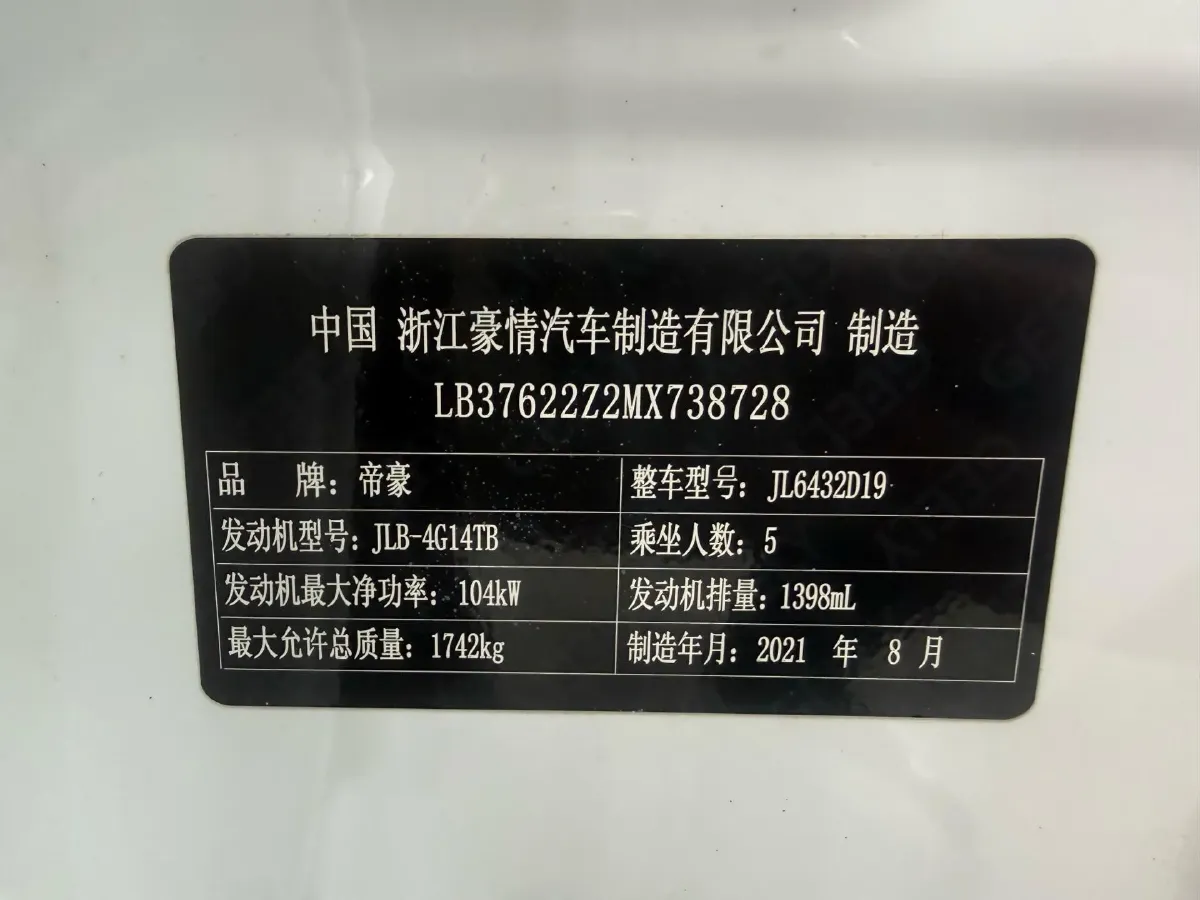 中国 浙江豪情汽车制造有限公司 制造
LB37622Z2MX738728
品 牌：帝豪 整车型号：JL6432D19
发动机型号：JLB-4G14TB 乘坐人数：5
发动机最大净功率：104kW 发动机排量：1398mL
最大允许总质量：1742kg 制造年月：2021 年 8 月